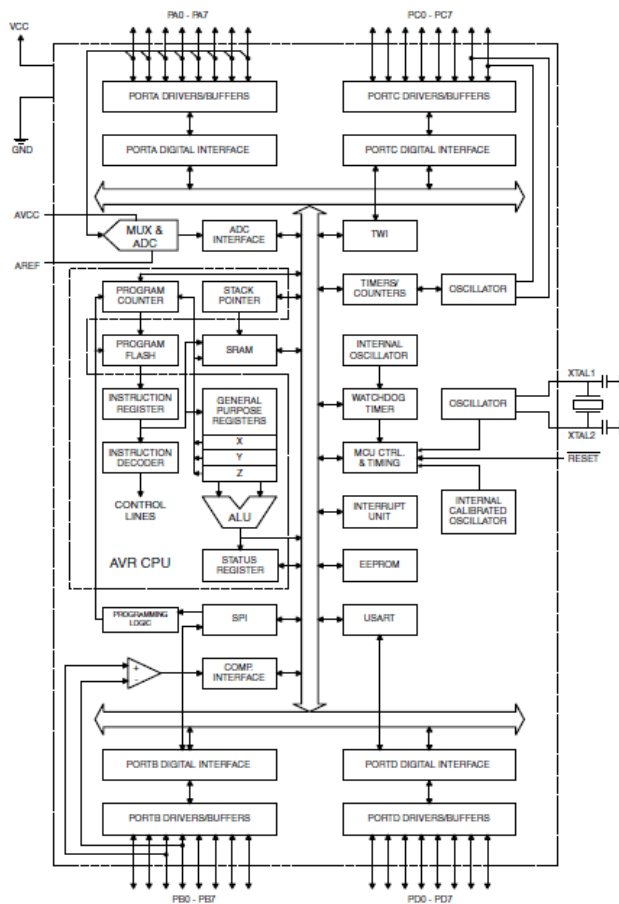 PA0 - PA7
PC0 - PC7
VCC
GND
PORTA DRIVERS/BUFFERS
PORTC DRIVERS/BUFFERS
PORTA DIGITAL INTERFACE
PORTC DIGITAL INTERFACE
AVCC
AREF
MUX &
ADC
ADC
INTERFACE
TWI
PROGRAM
COUNTER
STACK
POINTER
TIMERS/
COUNTERS
OSCILLATOR
PROGRAM
FLASH
SRAM
INTERNAL
OSCILLATOR
INSTRUCTION
REGISTER
GENERAL
PURPOSE
REGISTERS
X
Y
Z
WATCHDOG
TIMER
OSCILLATOR
XTAL1
XTAL2
RESET
INSTRUCTION
DECODER
MCU CTRL.
& TIMING
CONTROL
LINES
ALU
INTERRUPT
UNIT
INTERNAL
CALIBRATED
OSCILLATOR
AVR CPU
STATUS
REGISTER
EEPROM
PROGRAMMING
LOGIC
SPI
USART
+
-
COMP.
INTERFACE
PORTB DIGITAL INTERFACE
PORTD DIGITAL INTERFACE
PORTB DRIVERS/BUFFERS
PORTD DRIVERS/BUFFERS
PB0 - PB7
PD0 - PD7